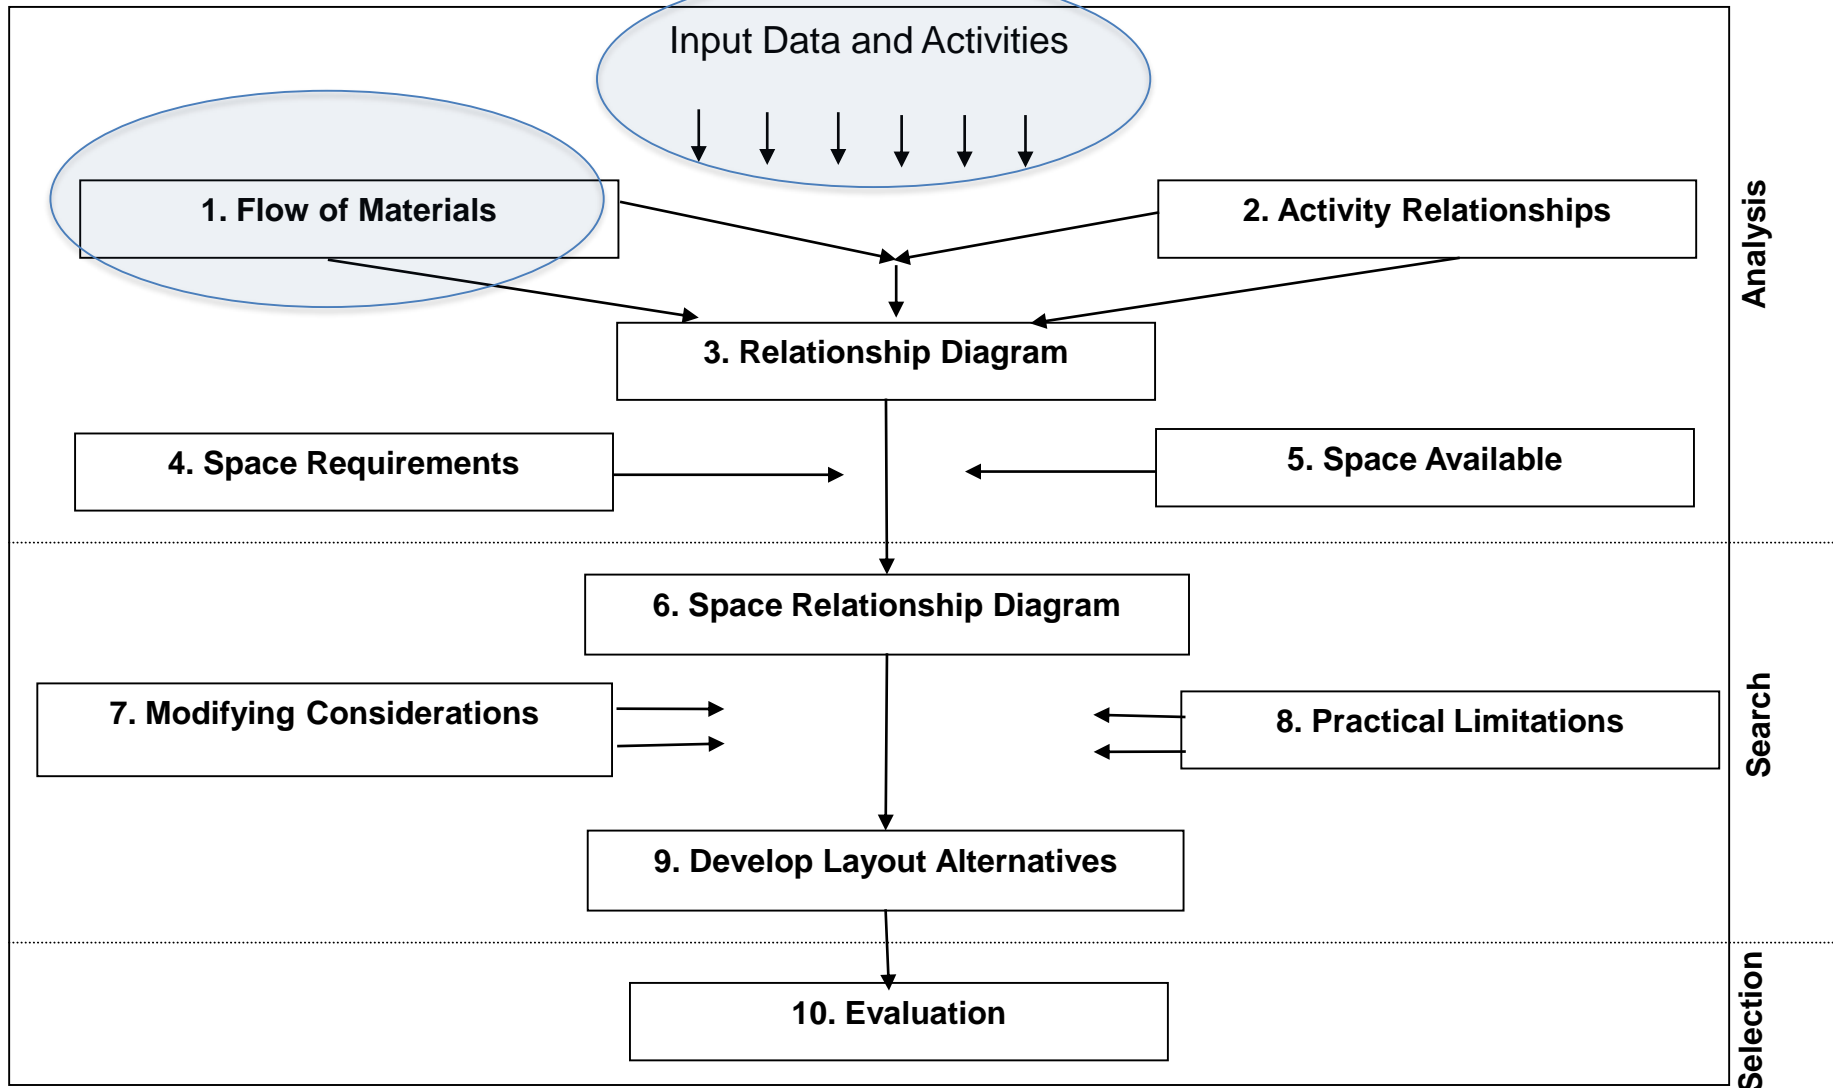 Input Data and Activities
1. Flow of Materials
2. Activity Relationships
3. Relationship Diagram
4. Space Requirements
5. Space Available
Analysis
6. Space Relationship Diagram
7. Modifying Considerations
8. Practical Limitations
9. Develop Layout Alternatives
Search
10. Evaluation
Selection